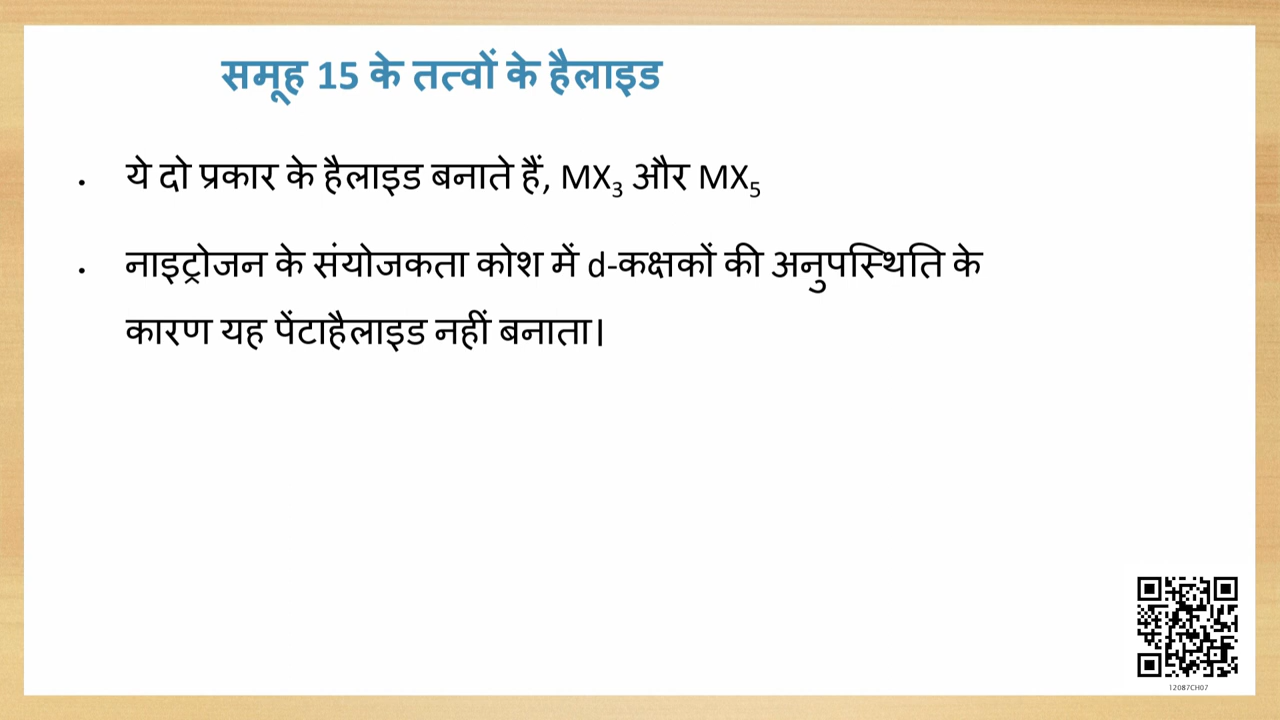 समूह 15 के तत्वों के हैलाइड
• ये दो प्रकार के हैलाइड बनाते हैं, MX₃ और MX₅
• नाइट्रोजन के संयोजकता कोश में d-कक्षकों की अनुपस्थिति के
कारण यह पेंटाहैलाइड नहीं बनाता।
12087CH07